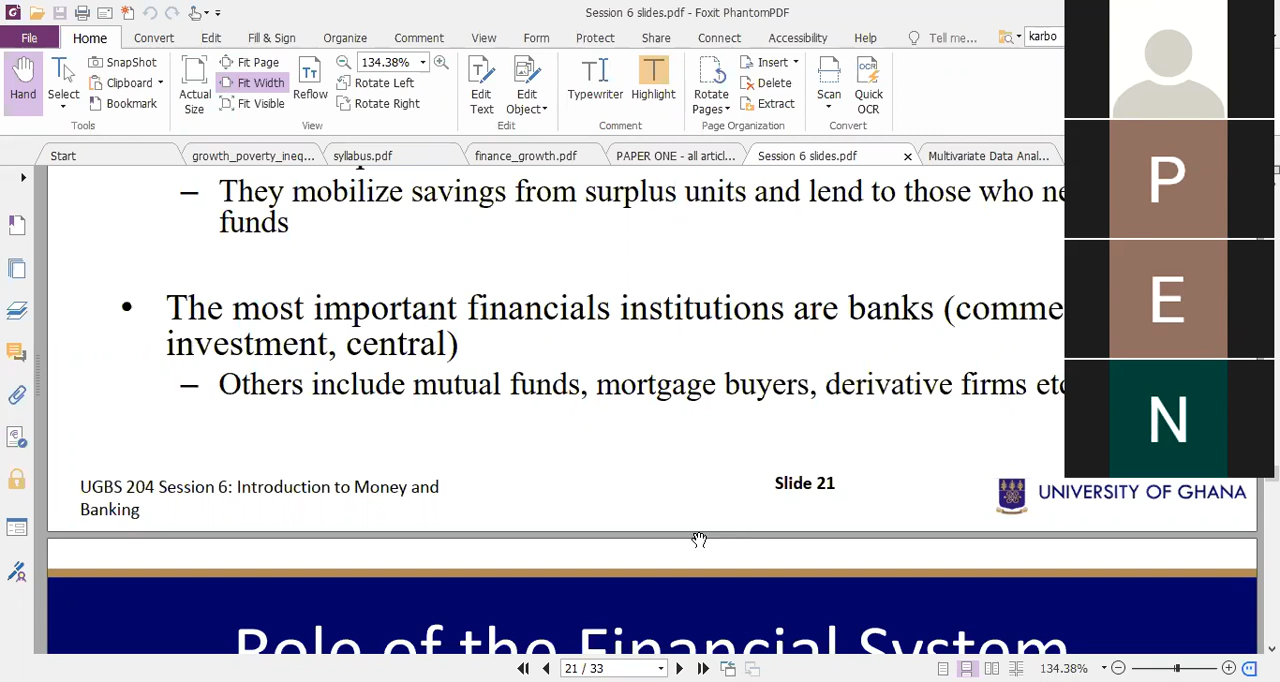 Session 6 slides.pdf - Foxit PhantomPDF
File Home Convert Edit Fill & Sign Organize Comment View Form Protect Share Connect Accessibility Help Tell me... karbo
Hand
Select
SnapShot
Clipboard
Bookmark
Tools
Actual Size
Fit Page
Fit Width
Fit Visible
Reflow
134.38%
Rotate Left
Rotate Right
View
Edit Text
Edit Object
Edit
Typewriter
Highlight
Comment
Rotate Pages
Insert
Delete
Extract
Page Organization
Scan
Quick OCR
Convert
Start growth_poverty_ineq... syllabus.pdf finance_growth.pdf PAPER ONE - all articl... Session 6 slides.pdf Multivariate Data Anal...
– They mobilize savings from surplus units and lend to those who
funds
• The most important financials institutions are banks
investment, central)
– Others include mutual funds, mortgage buyers, derivative firms
UGBS 204 Session 6: Introduction to Money and
Banking
Slide 21
UNIVERSITY OF GHANA
Role of the Financial System
21 / 33
134.38%
P
E
N